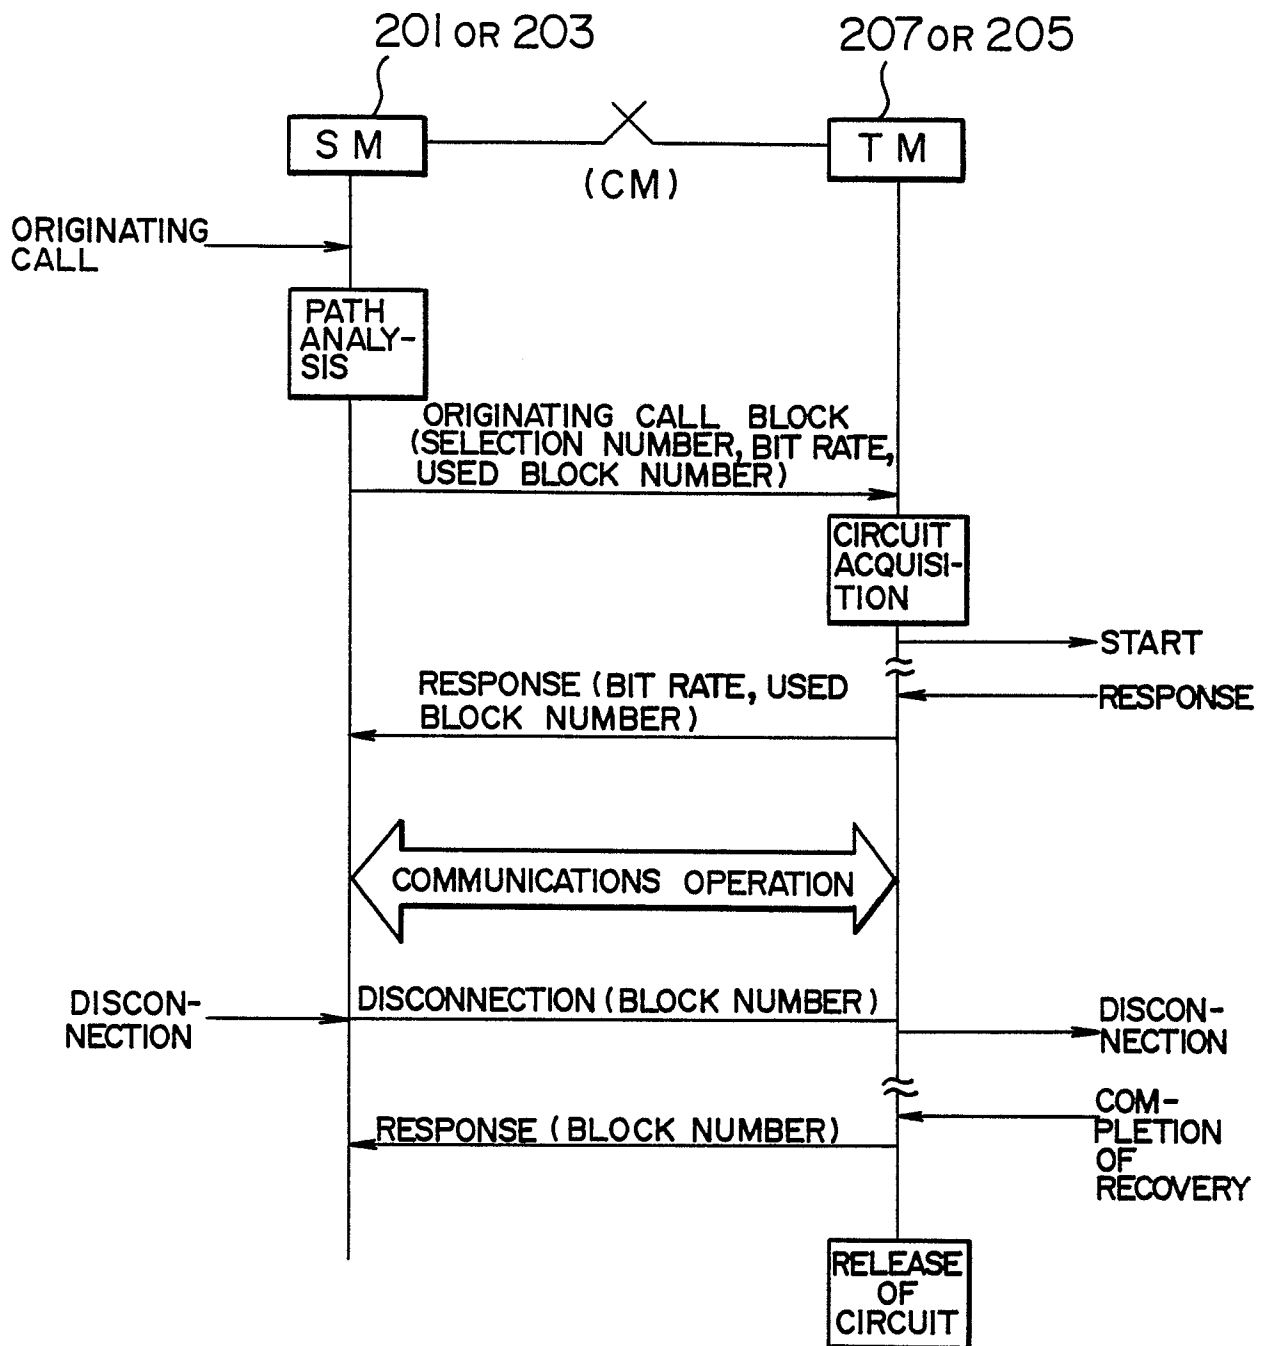 201 OR 203
207 OR 205
SM
TM
(CM)
ORIGINATING
CALL
PATH
ANALY-
SIS
ORIGINATING CALL BLOCK
(SELECTION NUMBER, BIT RATE,
USED BLOCK NUMBER)
CIRCUIT
ACQUISI-
TION
START
RESPONSE (BIT RATE, USED
BLOCK NUMBER)
RESPONSE
COMMUNICATIONS OPERATION
DISCON-
NECTION
DISCONNECTION (BLOCK NUMBER)
DISCON-
NECTION
RESPONSE (BLOCK NUMBER)
COM-
PLETION
OF
RECOVERY
RELEASE
OF
CIRCUIT